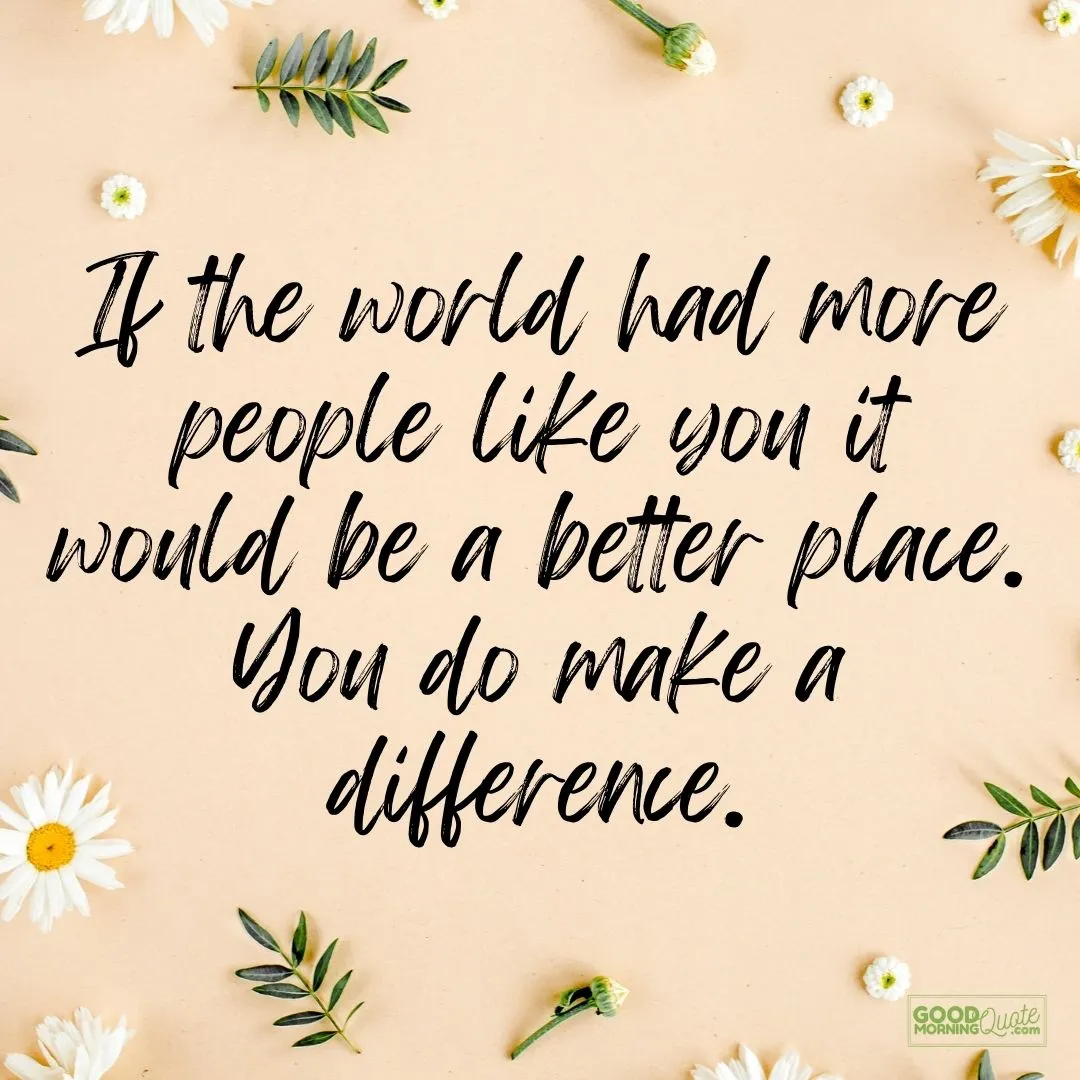 If the world had more
people like you it
would be a better place.
You do make a
difference.
GOOD
MORNING Quote
.com